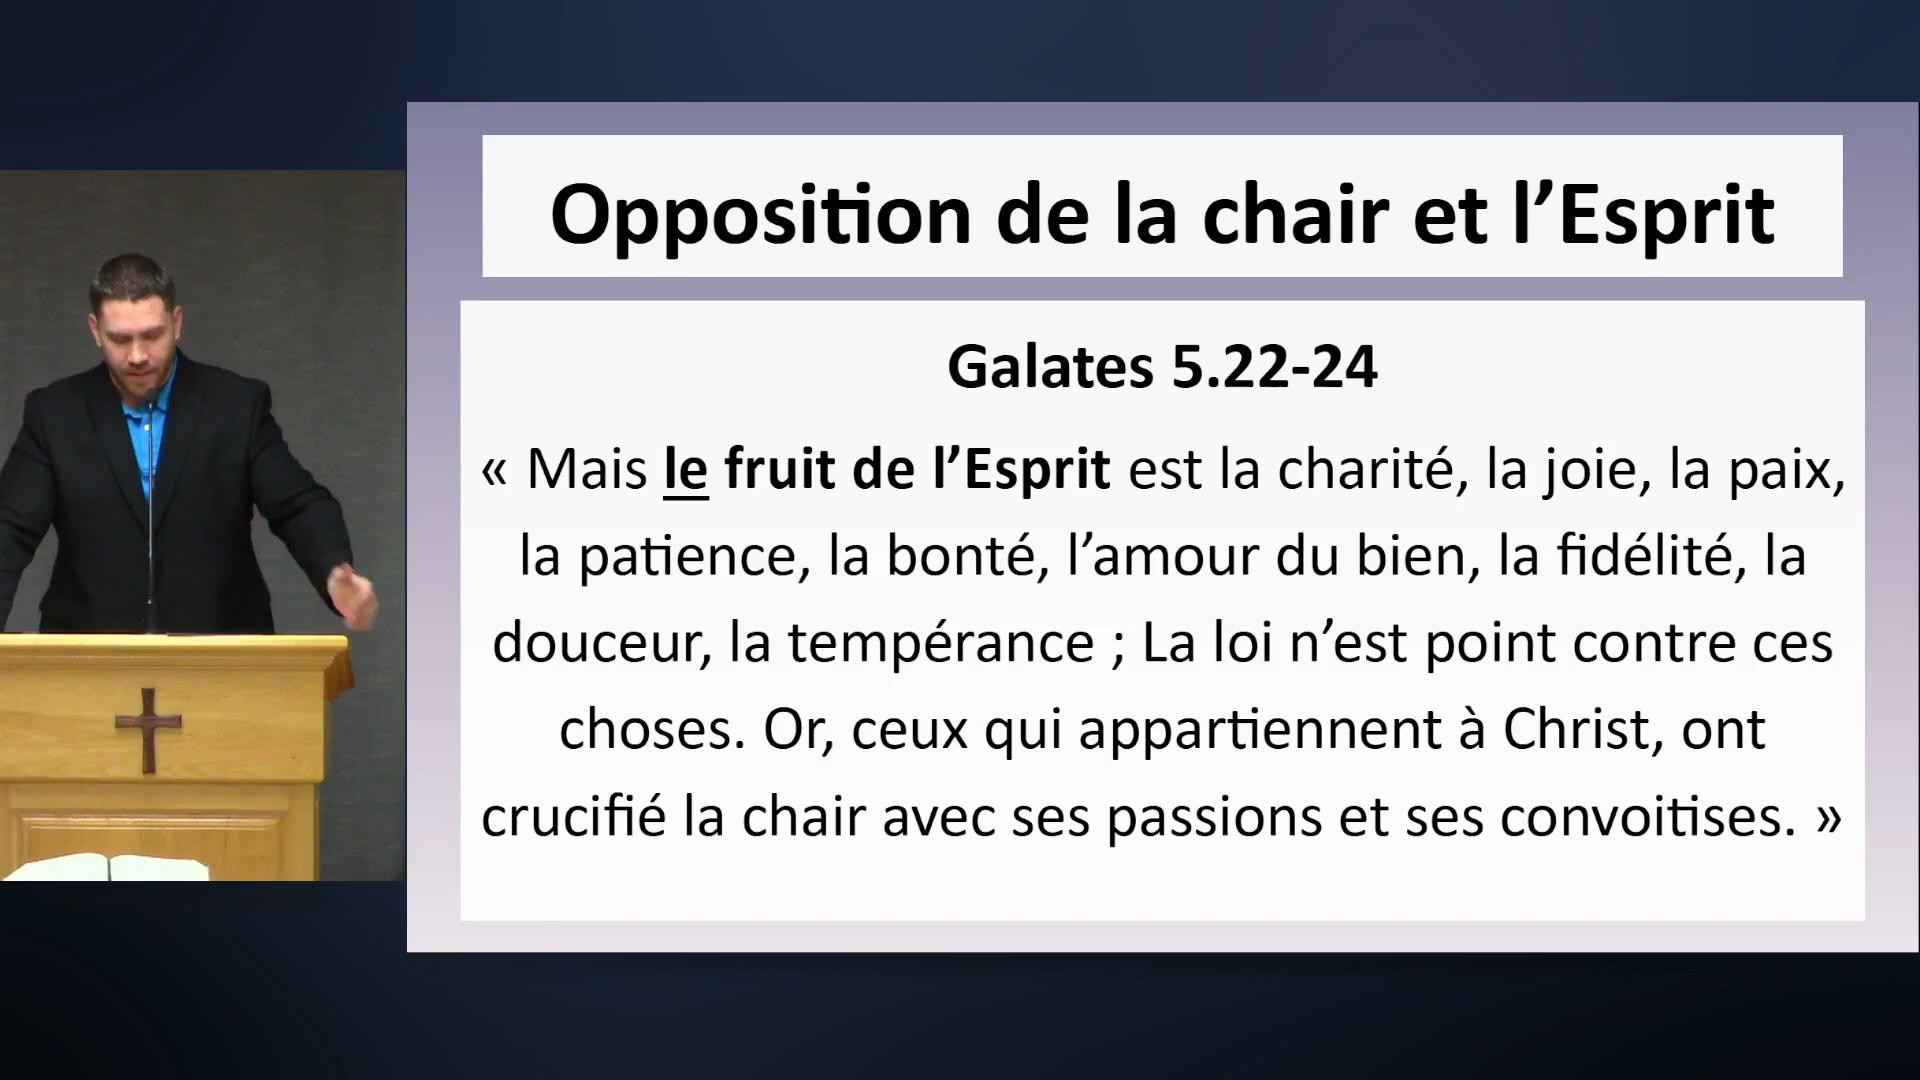 Opposition de la chair et l’Esprit
Galates 5.22-24
« Mais le fruit de l’Esprit est la charité, la joie, la paix,
la patience, la bonté, l’amour du bien, la fidélité, la
douceur, la tempérance ; La loi n’est point contre ces
choses. Or, ceux qui appartiennent à Christ, ont
crucifié la chair avec ses passions et ses convoitises. »